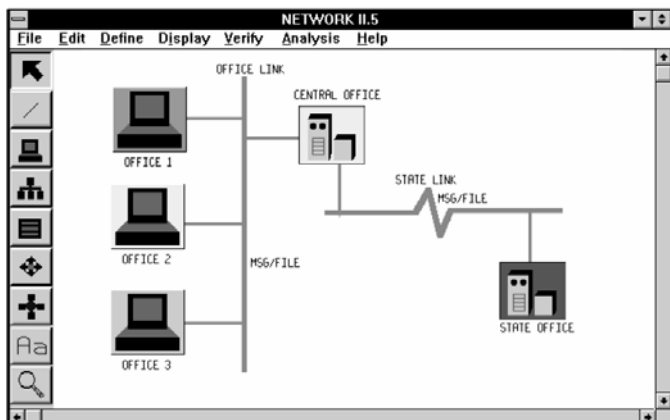 NETWORK II.5
File Edit Define Display Verify Analysis Help
OFFICE LINK
CENTRAL OFFICE
OFFICE 1
STATE LINK
MSG/FILE
OFFICE 2
MSG/FILE
STATE OFFICE
OFFICE 3
Aa